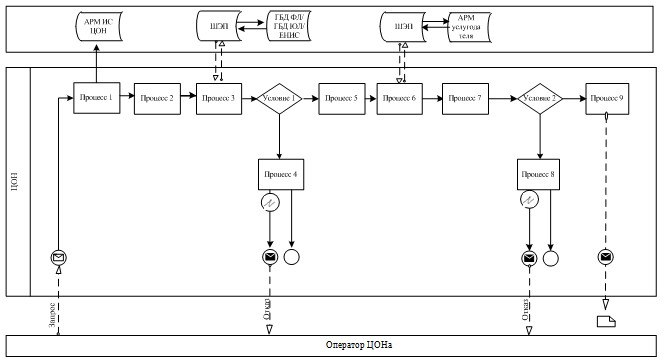 АРМ ИС
ЦОН
ШЭП
ГБД ФЛ/
ГБД ЮЛ/
ЕНИС
ШЭП
АРМ
услугода
теля
ЦОН
Процесс 1
Процесс 2
Процесс 3
Условие 1
Процесс 5
Процесс 6
Процесс 7
Условие 2
Процесс 9
Процесс 4
Процесс 8
Запрос
Отказ
Отказ
Оператор ЦОНа